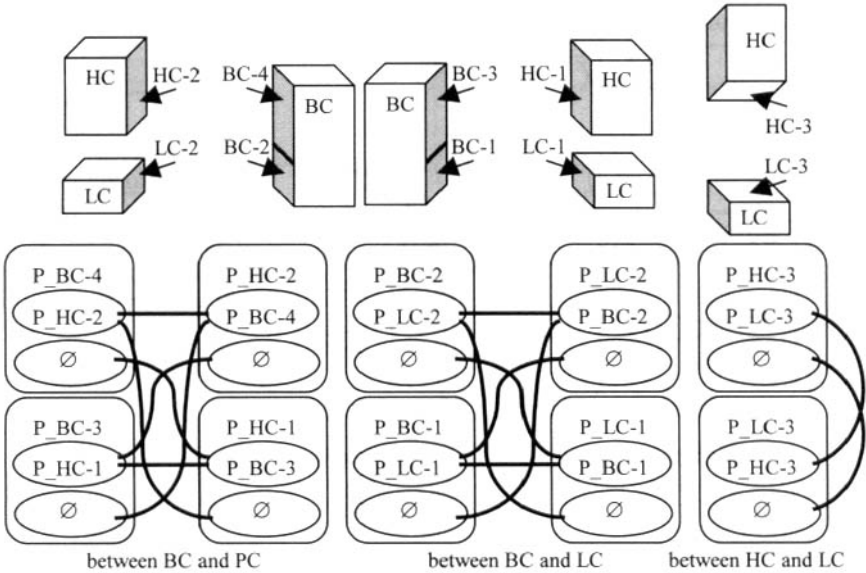 HC
HC-2
BC-4
BC
BC-3
HC-1
HC
HC
HC-3
LC-2
BC-2
BC
BC-1
LC-1
LC-3
LC
LC
LC
P_BC-4
P_HC-2
P_BC-2
P_LC-2
P_HC-3
P_HC-2
P_BC-4
P_LC-2
P_BC-2
P_LC-3
∅
∅
∅
∅
∅
P_BC-3
P_HC-1
P_BC-1
P_LC-1
P_LC-3
P_HC-1
P_BC-3
P_LC-1
P_BC-1
P_HC-3
∅
∅
∅
∅
∅
between BC and PC
between BC and LC
between HC and LC